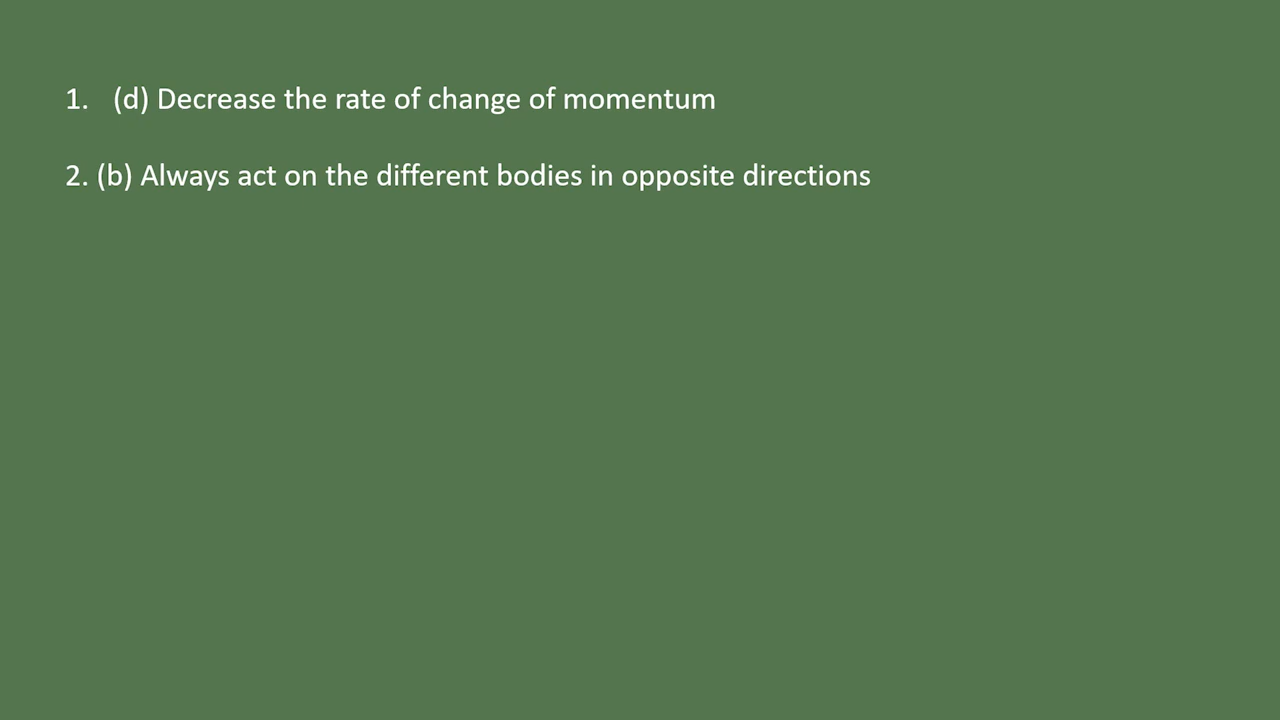 1. (d) Decrease the rate of change of momentum
2. (b) Always act on the different bodies in opposite directions